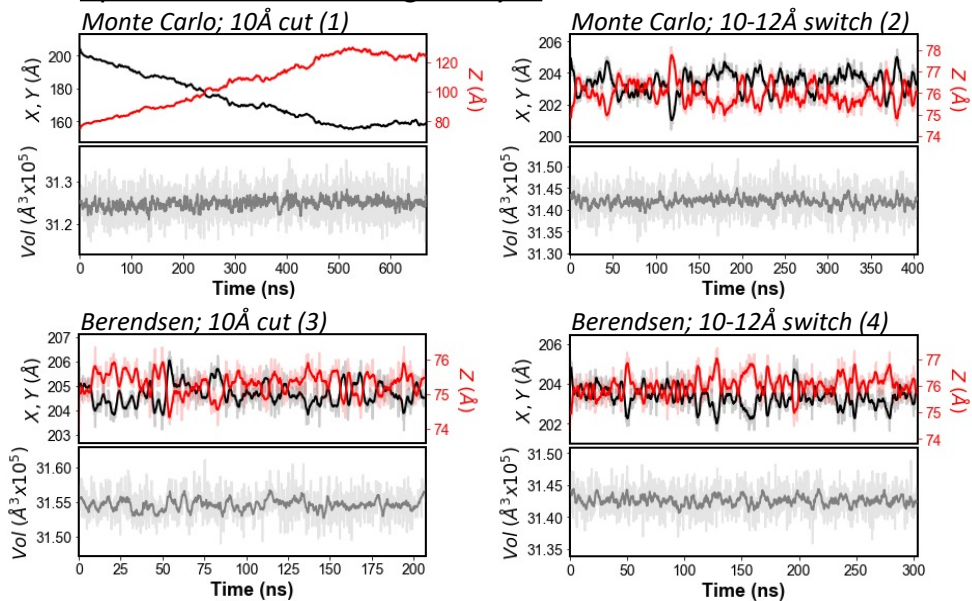 Monte Carlo; 10Å cut (1)
X, Y (Å)
200
180
160
120
100
80
Z (Å)
Vol (Å³x10⁵)
31.3
31.2
0 100 200 300 400 500 600
Time (ns)
Monte Carlo; 10-12Å switch (2)
X, Y (Å)
206
204
202
200
78
77
76
75
74
Z (Å)
Vol (Å³x10⁵)
31.50
31.45
31.40
31.35
31.30
0 50 100 150 200 250 300 350 400
Time (ns)
Berendsen; 10Å cut (3)
X, Y (Å)
207
206
205
204
203
76
75
74
Z (Å)
Vol (Å³x10⁵)
31.60
31.55
31.50
0 25 50 75 100 125 150 175 200
Time (ns)
Berendsen; 10-12Å switch (4)
X, Y (Å)
206
204
202
77
76
75
74
Z (Å)
Vol (Å³x10⁵)
31.50
31.45
31.40
31.35
0 50 100 150 200 250 300
Time (ns)